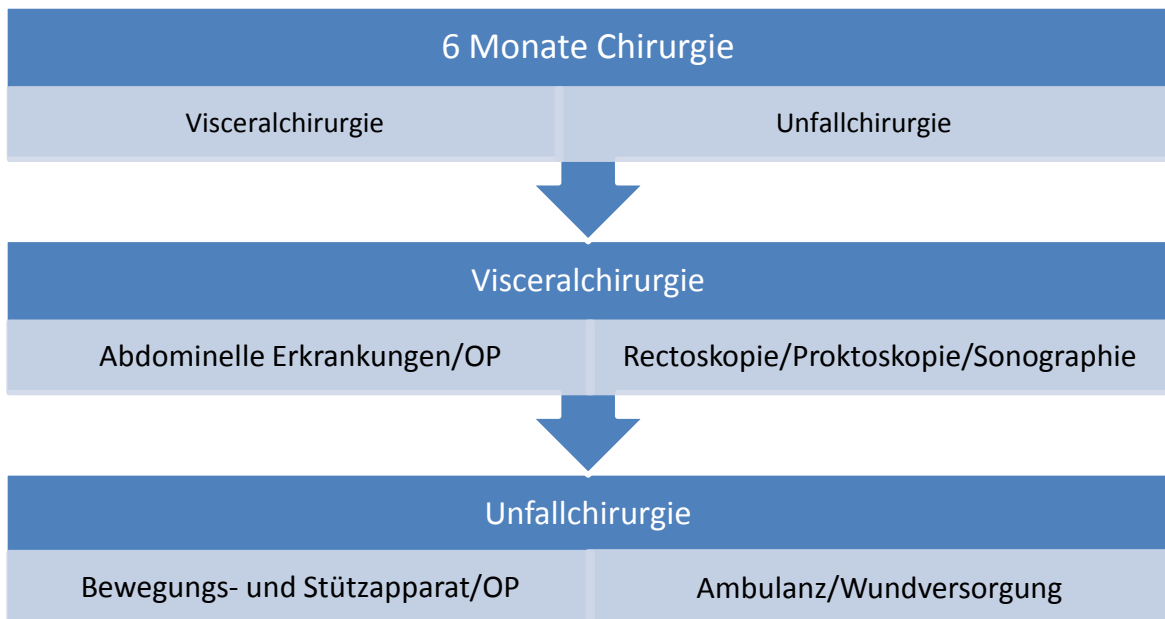 6 Monate Chirurgie
Visceralchirurgie
Unfallchirurgie
Visceralchirurgie
Abdominelle Erkrankungen/OP
Rectoskopie/Proktoskopie/Sonographie
Unfallchirurgie
Bewegungs- und Stützapparat/OP
Ambulanz/Wundversorgung